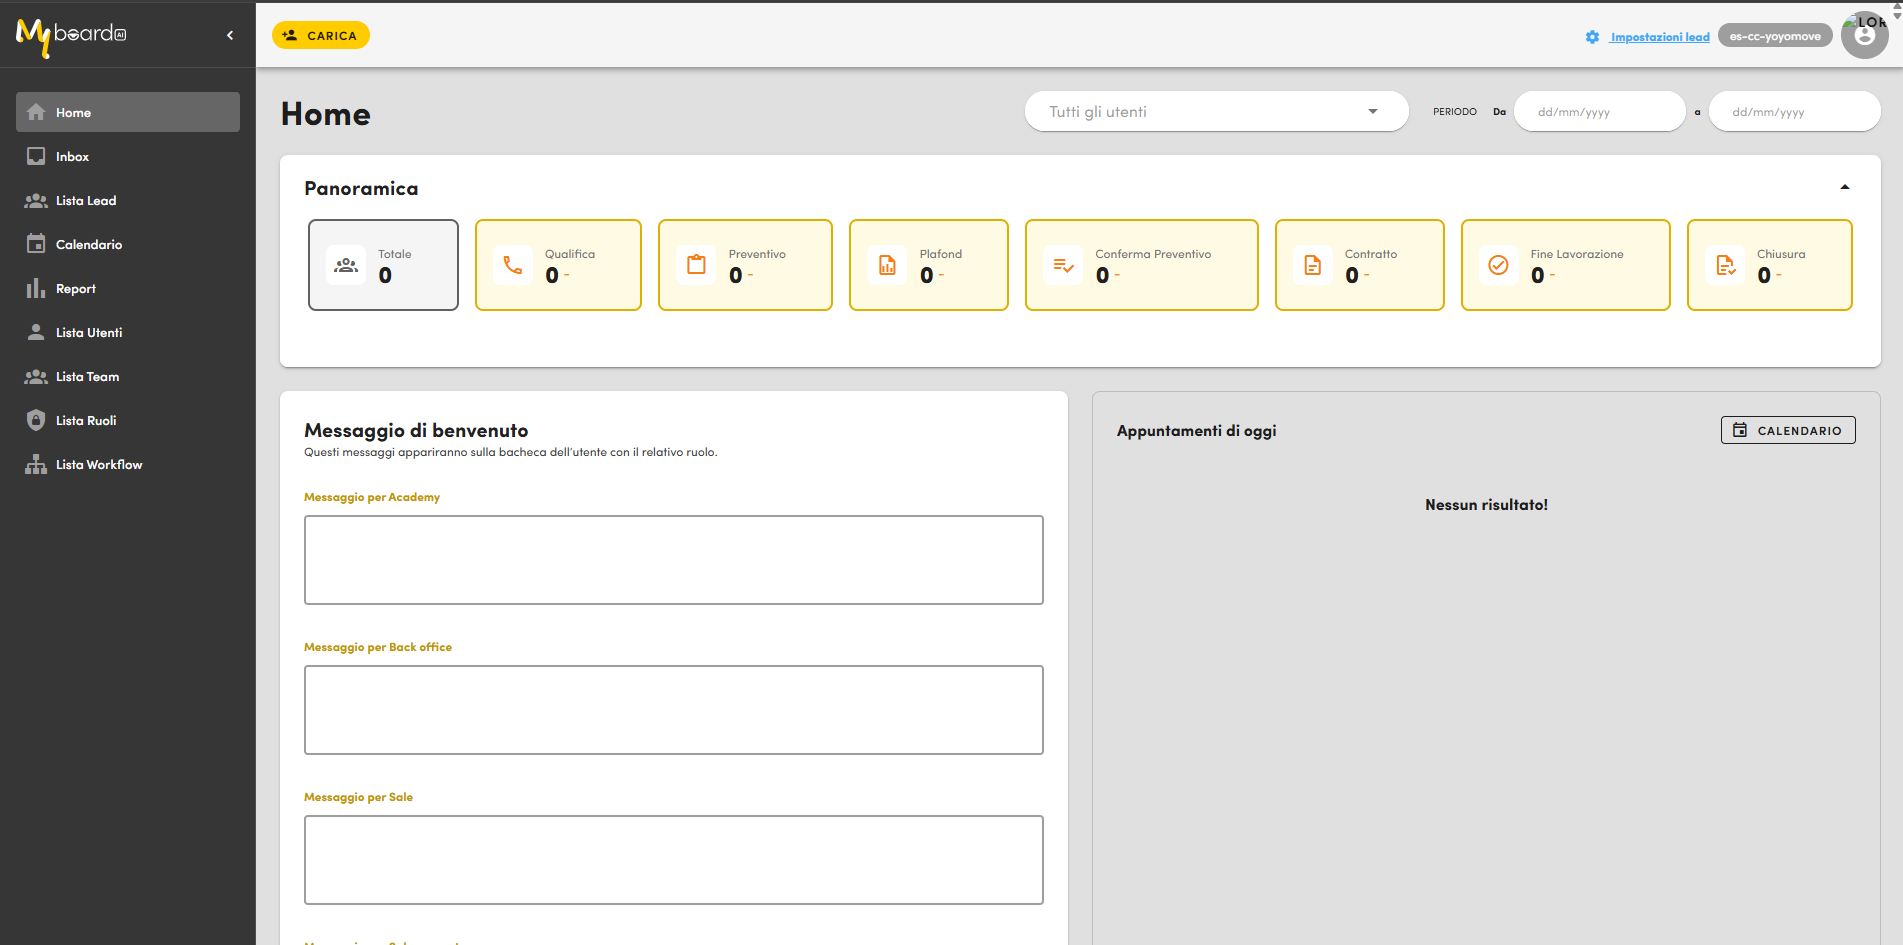 My board AI
CARICA
Impostazioni lead
es-cc-yoyomove
LOR
Home
Inbox
Lista Lead
Calendario
Report
Lista Utenti
Lista Team
Lista Ruoli
Lista Workflow
Home
Tutti gli utenti
PERIODO Da dd/mm/yyyy a dd/mm/yyyy
Panoramica
Totale
0
Qualifica
0 -
Preventivo
0 -
Plafond
0 -
Conferma Preventivo
0 -
Contratto
0 -
Fine Lavorazione
0 -
Chiusura
0 -
Messaggio di benvenuto
Questi messaggi appariranno sulla bacheca dell'utente con il relativo ruolo.
Messaggio per Academy
Messaggio per Back office
Messaggio per Sale
Appuntamenti di oggi
CALENDARIO
Nessun risultato!